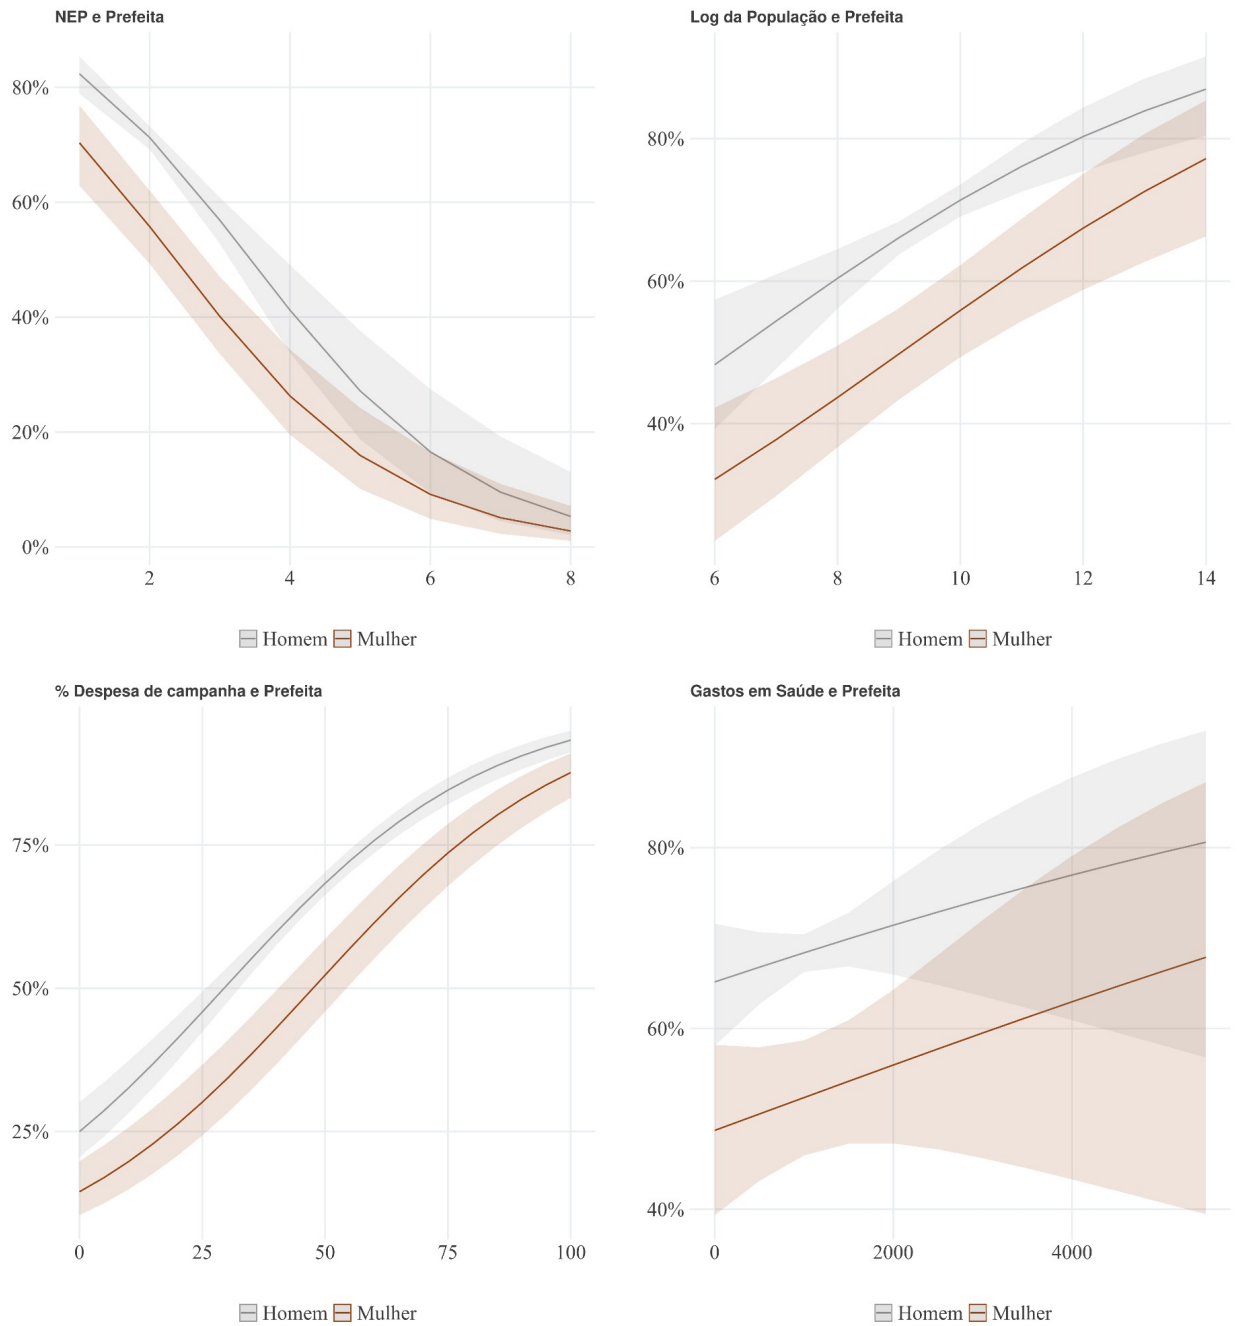 NEP e Prefeita
80%
60%
40%
20%
0%
2 4 6 8
Homem Mulher
Log da População e Prefeita
80%
60%
40%
6 8 10 12 14
Homem Mulher
% Despesa de campanha e Prefeita
75%
50%
25%
0 25 50 75 100
Homem Mulher
Gastos em Saúde e Prefeita
80%
60%
40%
0 2000 4000
Homem Mulher